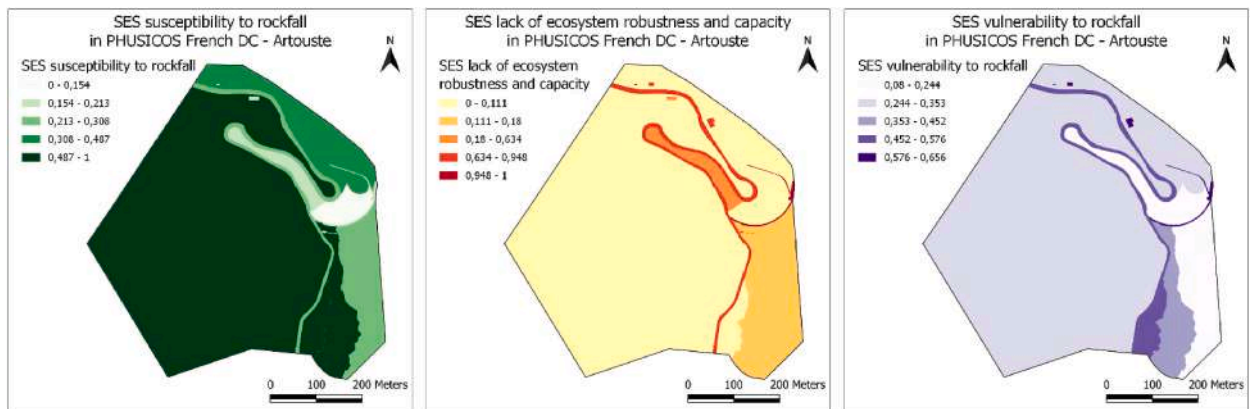 SES susceptibility to rockfall
in PHUSICOS French DC - Artouste
N
SES susceptibility to rockfall
0 - 0,154
0,154 - 0,213
0,213 - 0,308
0,308 - 0,487
0,487 - 1
0 100 200 Meters
SES lack of ecosystem robustness and capacity
in PHUSICOS French DC - Artouste
N
SES lack of ecosystem
robustness and capacity
0 - 0,111
0,111 - 0,18
0,18 - 0,634
0,634 - 0,948
0,948 - 1
0 100 200 Meters
SES vulnerability to rockfall
in PHUSICOS French DC - Artouste
N
SES vulnerability to rockfall
0,08 - 0,244
0,244 - 0,353
0,353 - 0,452
0,452 - 0,576
0,576 - 0,656
0 100 200 Meters